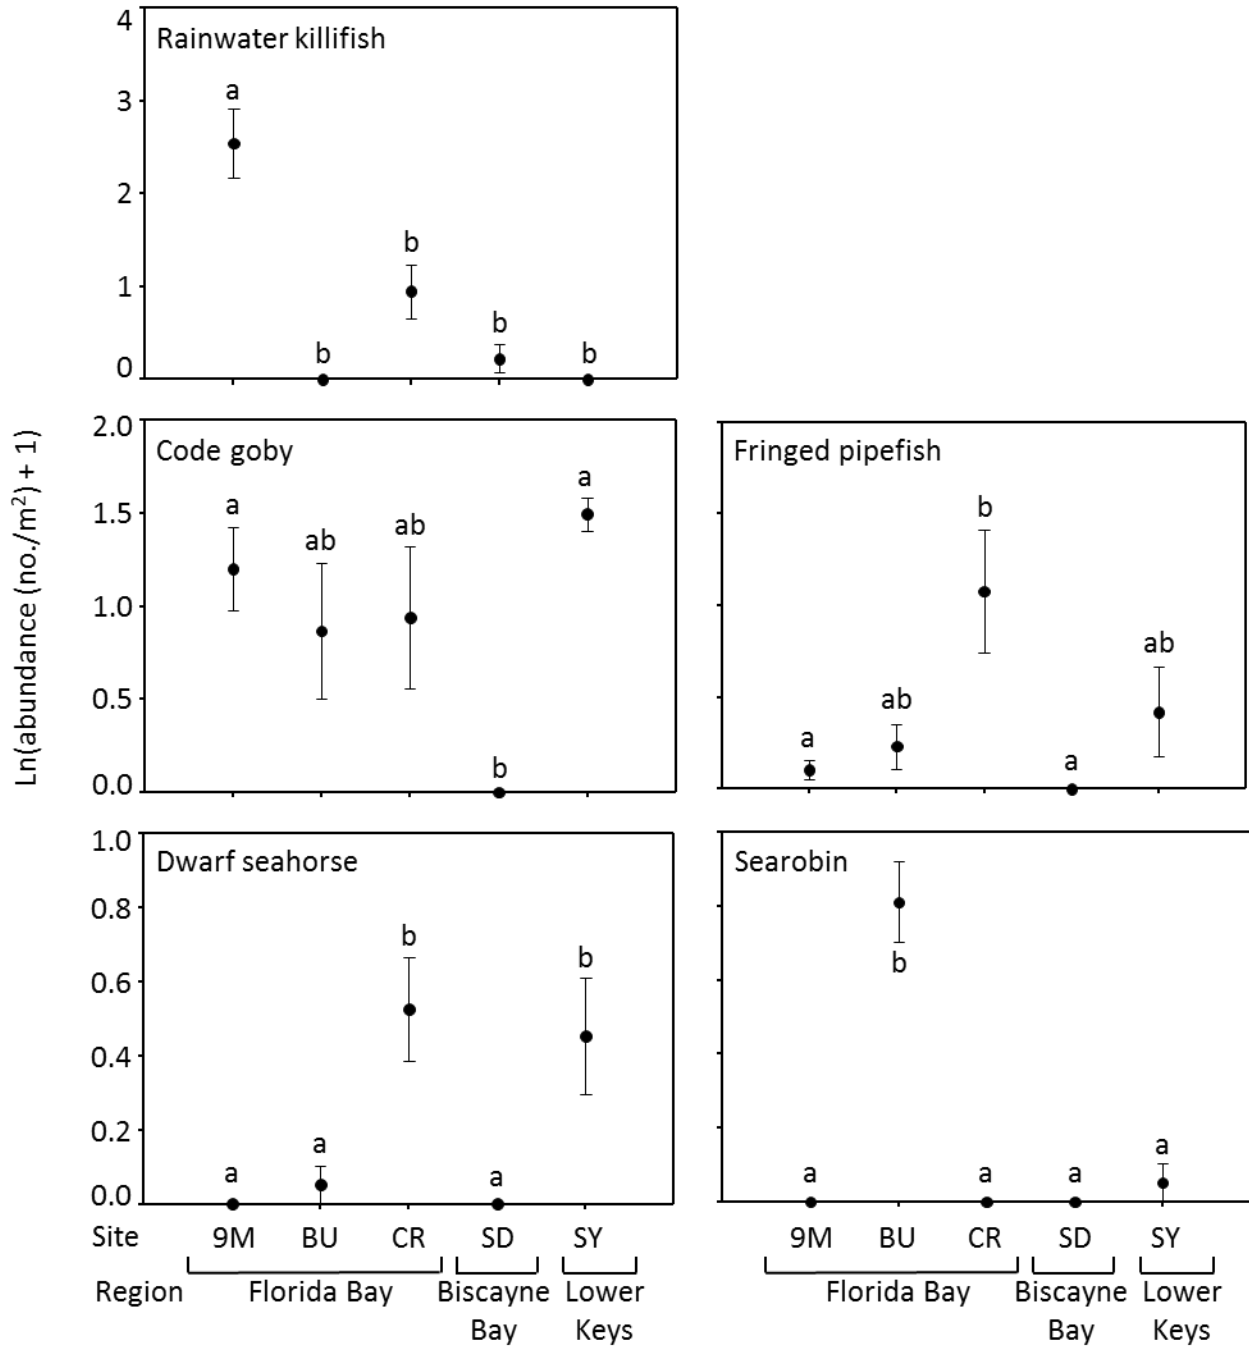 Ln(abundance (no./m²) + 1)
Rainwater killifish
4
3
2
1
0
a
b
b
b
b
Code goby
2.0
1.5
1.0
0.5
0.0
a
ab
ab
b
a
Fringed pipefish
a
ab
b
a
ab
Dwarf seahorse
1.0
0.8
0.6
0.4
0.2
0.0
a
a
b
a
b
Searobin
a
b
a
a
a
Site 9M BU CR SD SY 9M BU CR SD SY
Region Florida Bay Biscayne Lower Florida Bay Biscayne Lower
Bay Keys Bay Keys